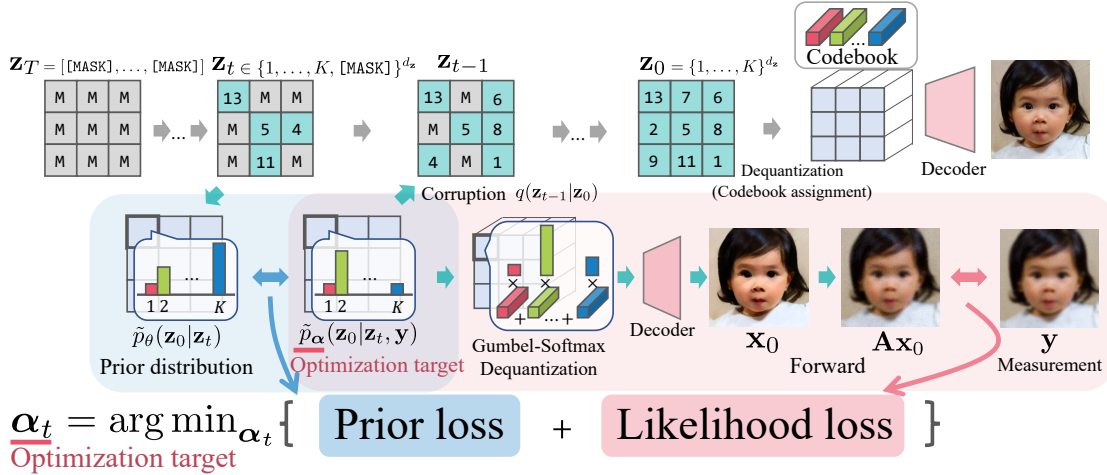 Codebook
𝐳_T = [[MASK], ..., [MASK]]
𝐳_t ∈ {1, ..., K, [MASK]}^{d_𝐳}
𝐳_{t−1}
𝐳_0 = {1, ..., K}^{d_𝐳}
M M M
M M M
M M M
...
13 M M
M 5 4
M 11 M
13 M 6
M 5 8
4 M 1
...
13 7 6
2 5 8
9 11 1
Dequantization
(Codebook assignment)
Decoder
Corruption q(𝐳_{t−1}|𝐳_0)
...
1 2 K
p̃_θ(𝐳_0|𝐳_t)
Prior distribution
...
1 2 K
p̃_𝜶(𝐳_0|𝐳_t, 𝐲)
Optimization target
× × ×
+ ... +
Gumbel-Softmax
Dequantization
Decoder
𝐱_0
𝐀𝐱_0
Forward
𝐲
Measurement
𝜶_t = arg min_{𝜶_t} { Prior loss + Likelihood loss }
Optimization target